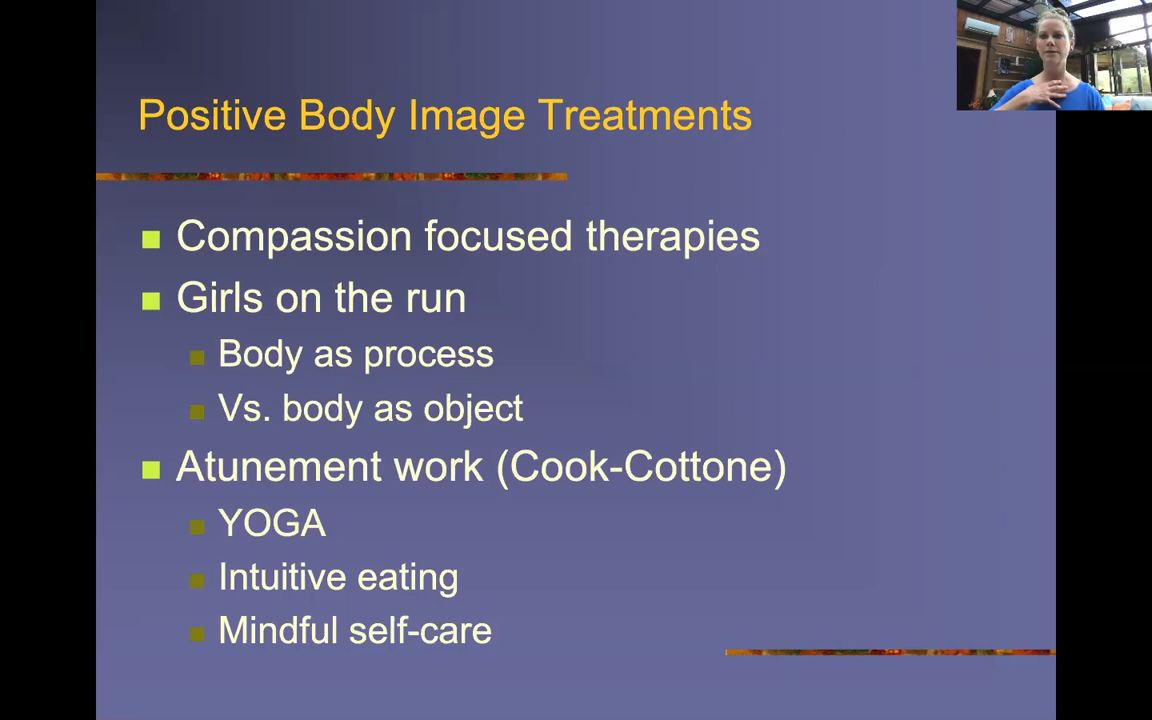 Positive Body Image Treatments
Compassion focused therapies
Girls on the run
Body as process
Vs. body as object
Atunement work (Cook-Cottone)
YOGA
Intuitive eating
Mindful self-care